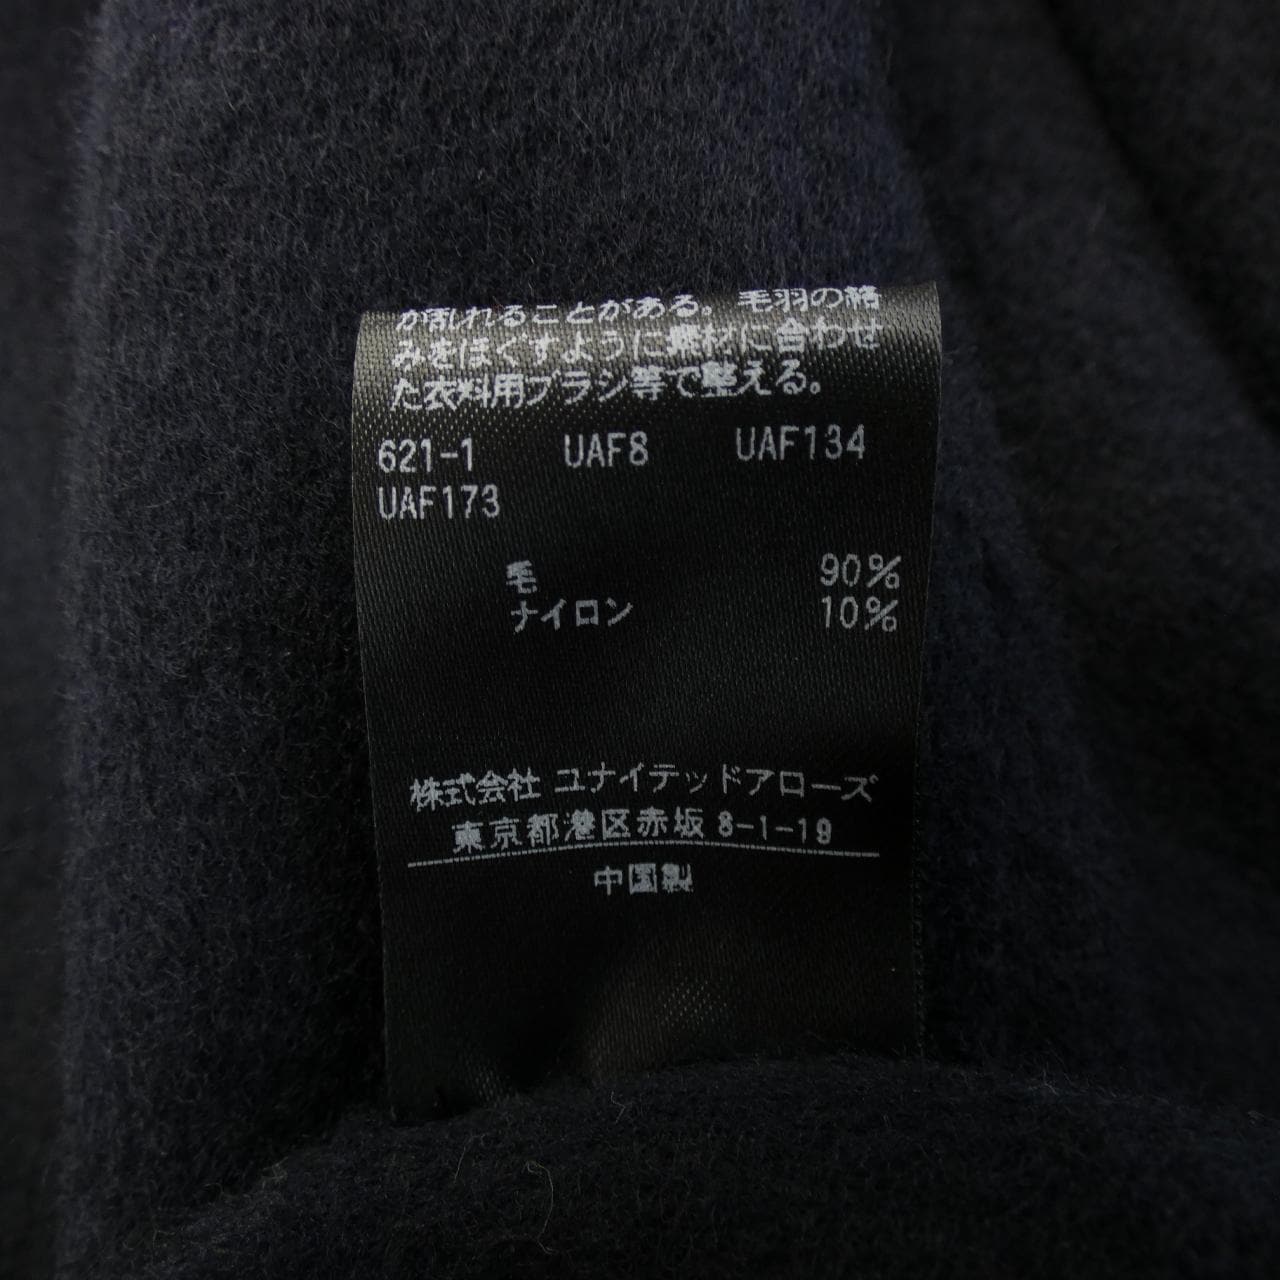 が乱れることがある。毛羽の絡
みをほぐすように素材に合わせ
た衣料用ブラシ等で整える。
621-1 UAF8 UAF134
UAF173
毛 90%
ナイロン 10%
株式会社 ユナイテッドアローズ
東京都港区赤坂 8-1-19
中国製